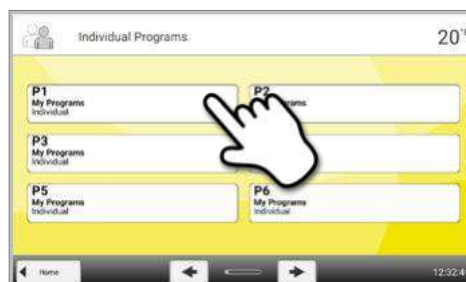 Individual Programs
20°
P1
My Programs
Individual
P2
P3
My Programs
Individual
P5
My Programs
Individual
P6
My Programs
Individual
Home
12:32:4